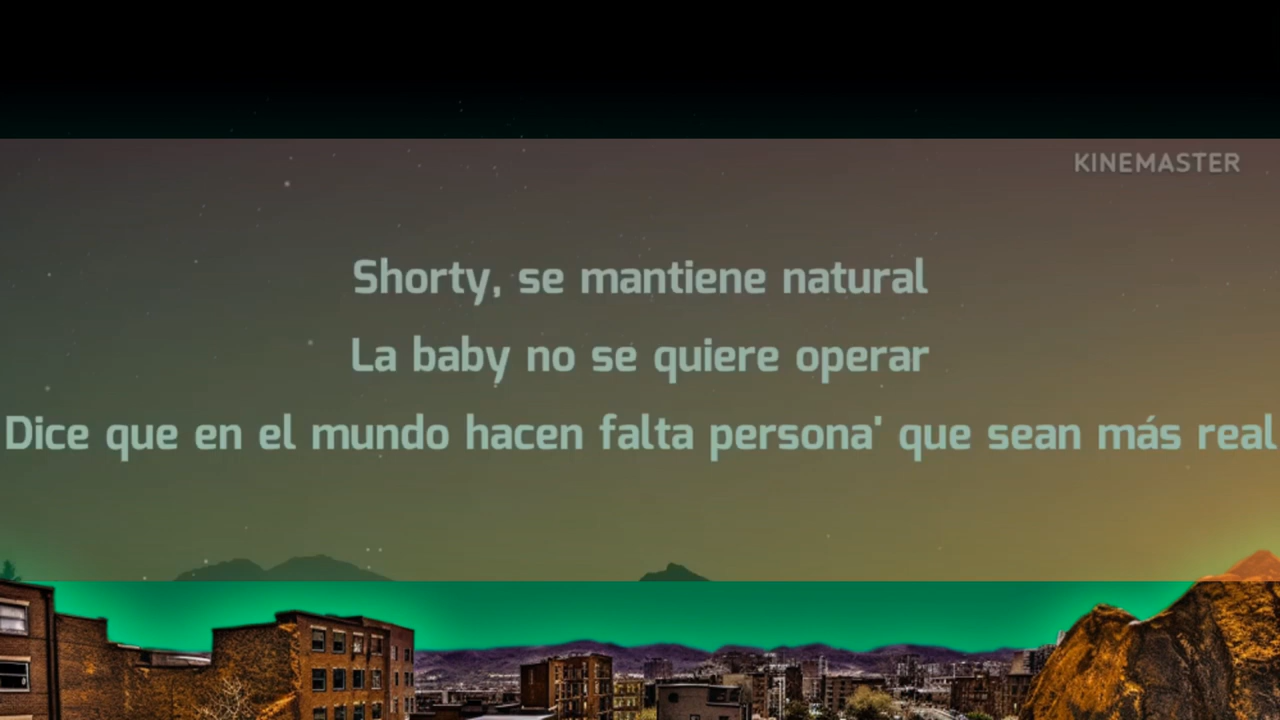 KINEMASTER
Shorty, se mantiene natural
La baby no se quiere operar
Dice que en el mundo hacen falta persona' que sean más real